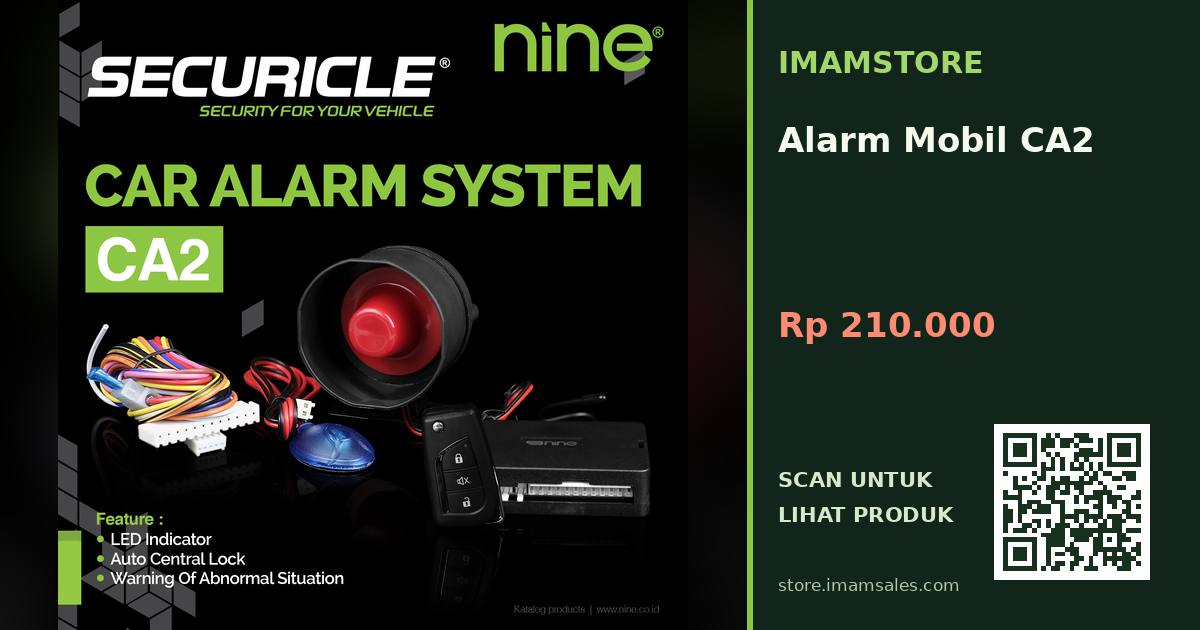 SECURICLE®
SECURITY FOR YOUR VEHICLE
nine®
CAR ALARM SYSTEM
CA2
nine
Feature :
LED Indicator
Auto Central Lock
Warning Of Abnormal Situation
Katalog products | www.nine.co.id
IMAMSTORE
Alarm Mobil CA2
Rp 210.000
SCAN UNTUK
LIHAT PRODUK
store.imamsales.com